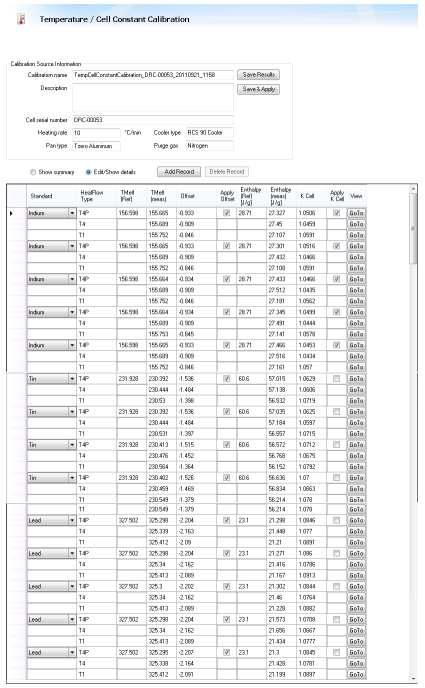 Temperature / Cell Constant Calibration
Calibration Source Information
Calibration name TempCellConstantCalibration_DRC-00053_20110921_1158 Save Results
Description Save & Apply
Cell serial number DRC-00053
Heating rate 10 °C/min Cooler type RCS 90 Cooler
Pan type Tzero Aluminum Purge gas Nitrogen
Show summary Edit/Show details Add Record Delete Record
Standard HeatFlow Type TMelt (Ref) TMelt (meas) Offset Apply Offset Enthalpy (Ref) [J/g] Enthalpy (meas) [J/g] K Cell Apply K Cell View
Indium T4P 156.598 155.665 -0.933 28.71 27.327 1.0506 GoTo
T4 155.689 -0.909 27.45 1.0459 GoTo
T1 155.752 -0.846 27.107 1.0591 GoTo
Indium T4P 156.598 155.665 -0.933 28.71 27.301 1.0516 GoTo
T4 155.689 -0.909 27.432 1.0466 GoTo
T1 155.752 -0.846 27.108 1.0591 GoTo
Indium T4P 156.598 155.664 -0.934 28.71 27.433 1.0466 GoTo
T4 155.689 -0.909 27.512 1.0435 GoTo
T1 155.752 -0.846 27.181 1.0562 GoTo
Indium T4P 156.598 155.664 -0.934 28.71 27.345 1.0499 GoTo
T4 155.689 -0.909 27.491 1.0444 GoTo
T1 155.753 -0.845 27.141 1.0578 GoTo
Indium T4P 156.598 155.665 -0.933 28.71 27.466 1.0453 GoTo
T4 155.689 -0.909 27.516 1.0434 GoTo
T1 155.752 -0.846 27.161 1.057 GoTo
Tin T4P 231.928 230.392 -1.536 60.6 57.015 1.0629 GoTo
T4 230.444 -1.484 57.138 1.0606 GoTo
T1 230.53 -1.398 56.532 1.0719 GoTo
Tin T4P 231.928 230.392 -1.536 60.6 57.035 1.0625 GoTo
T4 230.444 -1.484 57.184 1.0597 GoTo
T1 230.531 -1.397 56.557 1.0715 GoTo
Tin T4P 231.928 230.413 -1.515 60.6 56.572 1.0712 GoTo
T4 230.476 -1.452 56.768 1.0675 GoTo
T1 230.564 -1.364 56.152 1.0792 GoTo
Tin T4P 231.928 230.402 -1.526 60.6 56.636 1.07 GoTo
T4 230.459 -1.469 56.834 1.0663 GoTo
T1 230.549 -1.379 56.214 1.078 GoTo
T1 230.549 -1.379 56.214 1.078 GoTo
Lead T4P 327.502 325.298 -2.204 23.1 21.298 1.0846 GoTo
T4 325.339 -2.163 21.448 1.077 GoTo
T1 325.412 -2.09 21.21 1.0891 GoTo
Lead T4P 327.502 325.298 -2.204 23.1 21.271 1.086 GoTo
T4 325.34 -2.162 21.416 1.0786 GoTo
T1 325.413 -2.089 21.167 1.0913 GoTo
Lead T4P 327.502 325.3 -2.202 23.1 21.302 1.0844 GoTo
T4 325.34 -2.162 21.46 1.0764 GoTo
T1 325.413 -2.089 21.228 1.0882 GoTo
Lead T4P 327.502 325.298 -2.204 23.1 21.573 1.0708 GoTo
T4 325.34 -2.162 21.656 1.0667 GoTo
T1 325.413 -2.089 21.434 1.0777 GoTo
Lead T4P 327.502 325.295 -2.207 23.1 21.3 1.0845 GoTo
T4 325.338 -2.164 21.428 1.0781 GoTo
T1 325.412 -2.091 21.199 1.0897 GoTo